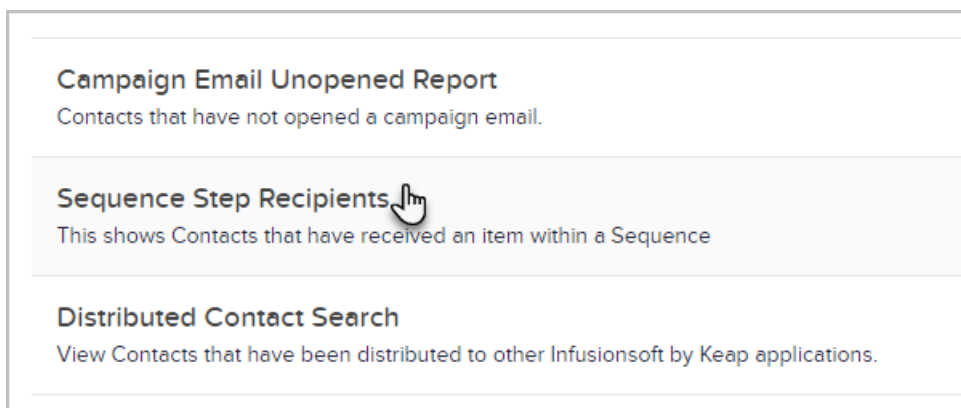 Campaign Email Unopened Report
Contacts that have not opened a campaign email.
Sequence Step Recipients
This shows Contacts that have received an item within a Sequence
Distributed Contact Search
View Contacts that have been distributed to other Infusionsoft by Keap applications.